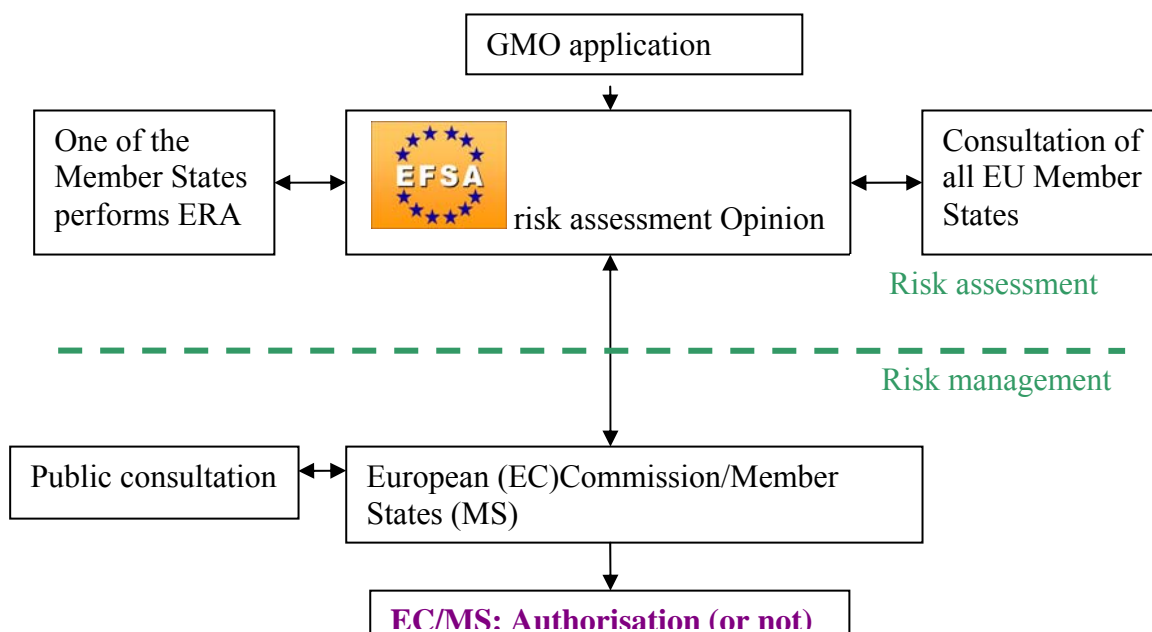 GMO application
One of the
Member States
performs ERA
EFSA
risk assessment Opinion
Consultation of
all EU Member
States
Risk assessment
Risk management
Public consultation
European (EC)Commission/Member
States (MS)
EC/MS: Authorisation (or not)